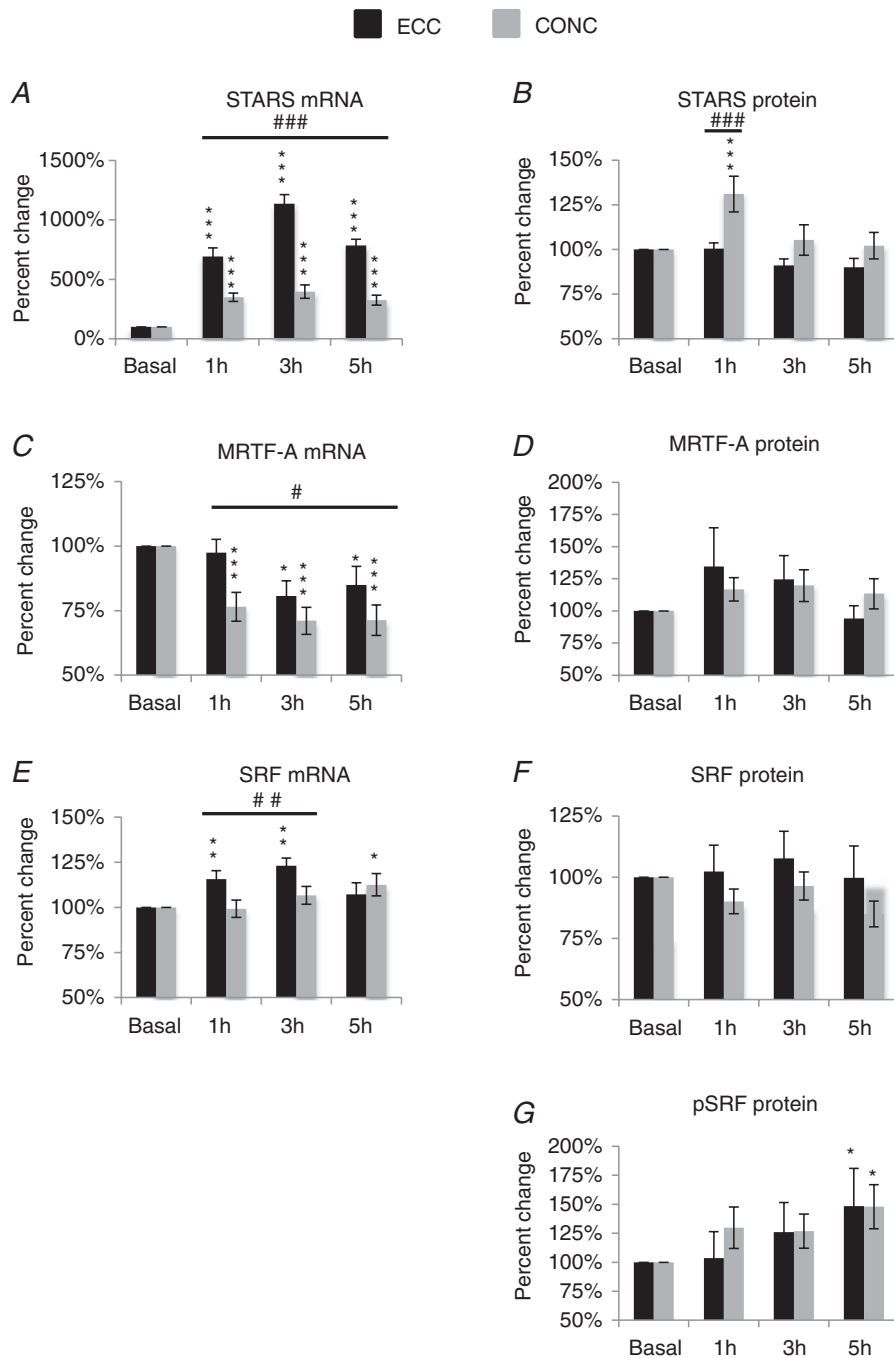 ECC CONC
A
STARS mRNA
###
Percent change
1500%
1000%
500%
0%
***
***
***
***
***
***
Basal 1h 3h 5h
B
STARS protein
###
Percent change
150%
125%
100%
75%
50%
***
Basal 1h 3h 5h
C
MRTF-A mRNA
#
Percent change
125%
100%
75%
50%
***
*
***
*
***
Basal 1h 3h 5h
D
MRTF-A protein
Percent change
200%
175%
150%
125%
100%
75%
50%
Basal 1h 3h 5h
E
SRF mRNA
# #
Percent change
150%
125%
100%
75%
50%
**
**
*
Basal 1h 3h 5h
F
SRF protein
Percent change
125%
100%
75%
50%
Basal 1h 3h 5h
G
pSRF protein
Percent change
200%
175%
150%
125%
100%
75%
50%
*
*
Basal 1h 3h 5h